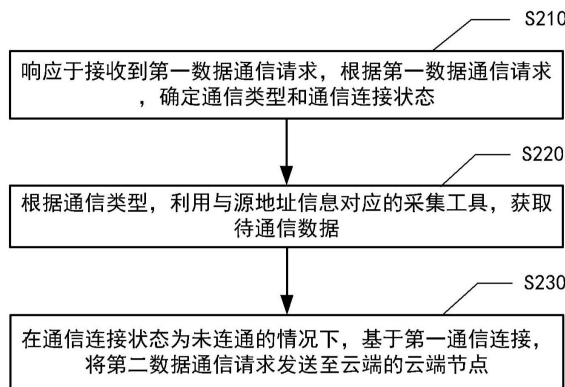 S210
响应于接收到第一数据通信请求，根据第一数据通信请求
，确定通信类型和通信连接状态
S220
根据通信类型，利用与源地址信息对应的采集工具，获取
待通信数据
S230
在通信连接状态为未连通的情况下，基于第一通信连接，
将第二数据通信请求发送至云端的云端节点